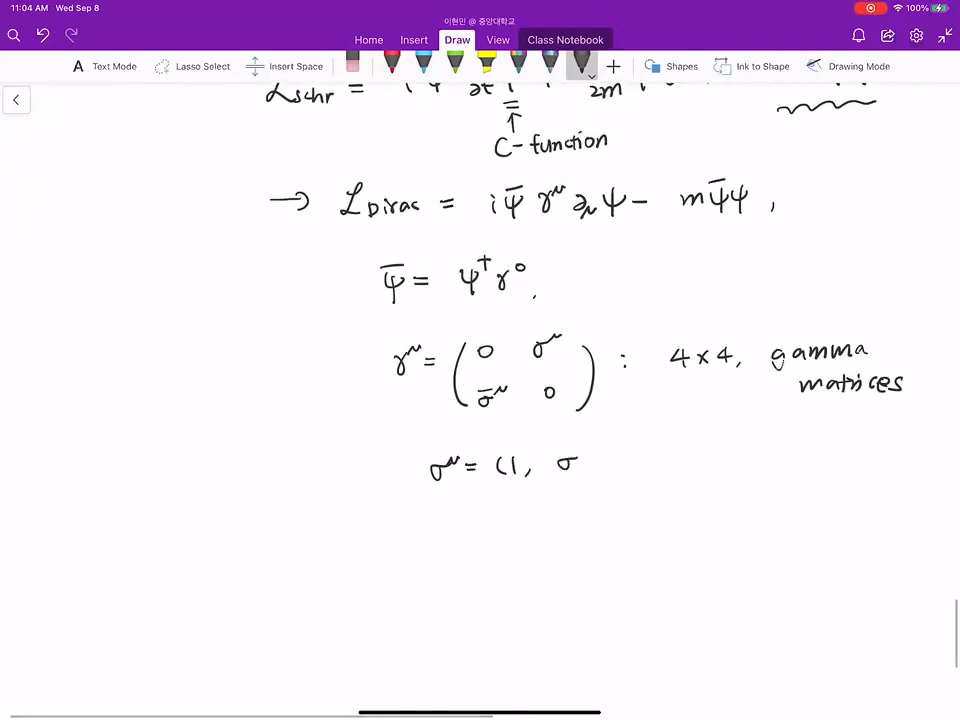 11:04 AM Wed Sep 8
100%
이현민 @ 중앙대학교
Home Insert Draw View Class Notebook
Text Mode Lasso Select Insert Space Shapes Ink to Shape Drawing Mode
ℒschr =
2m
C-function
→ ℒDirac = iψ̄ γ^μ ∂_μ ψ − mψ̄ψ ,
ψ̄ = ψ†γ⁰ .
γ^μ = ( 0 σ^μ
σ̄^μ 0 ) : 4×4, gamma
matrices
σ^μ = (1, σ